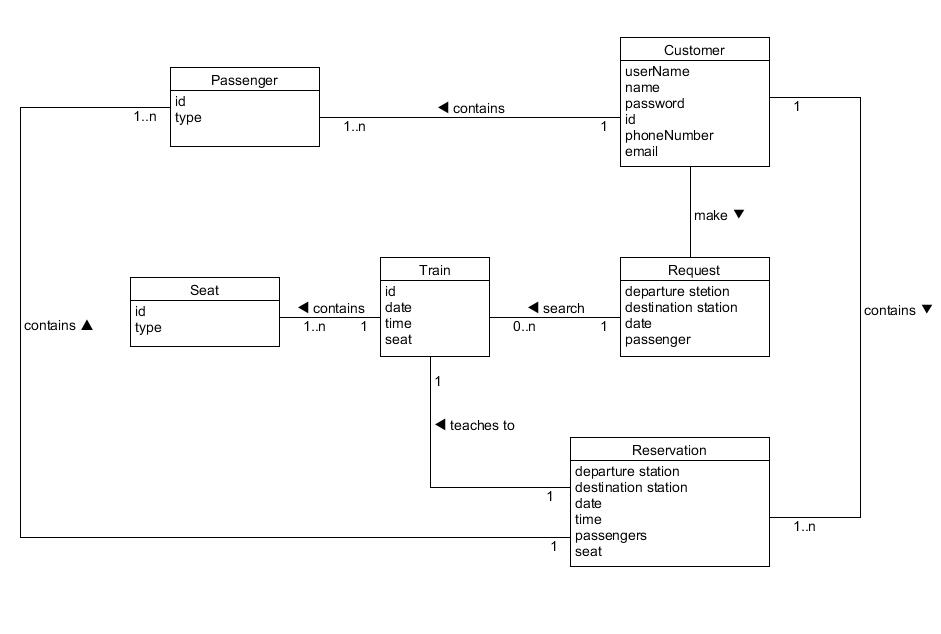 Customer
userName
name
password
id
phoneNumber
email
Passenger
id
type
1..n
1..n
◀ contains
1
1
make ▼
Seat
id
type
Train
id
date
time
seat
Request
departure stetion
destination station
date
passenger
◀ contains
1..n
1
◀ search
0..n
1
contains ▲
contains ▼
1
◀ teaches to
Reservation
departure station
destination station
date
time
passengers
seat
1
1
1..n